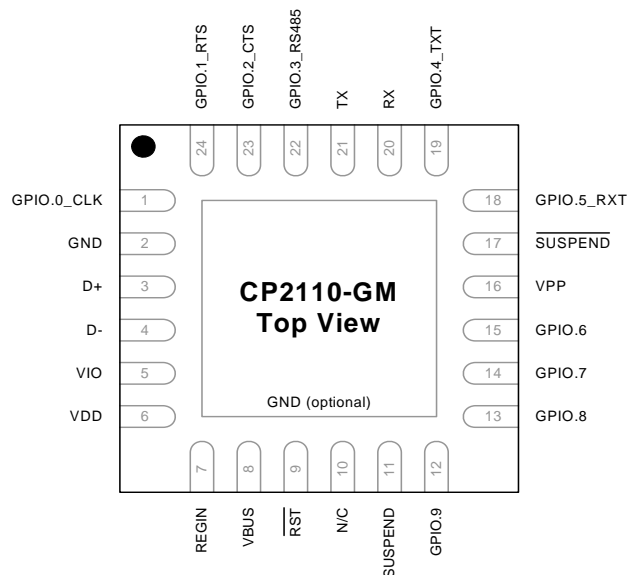 GPIO.1_RTS
GPIO.2_CTS
GPIO.3_RS485
TX
RX
GPIO.4_TXT
24
23
22
21
20
19
GPIO.0_CLK 1
GND 2
D+ 3
D- 4
VIO 5
VDD 6
18 GPIO.5_RXT
17 SUSPEND
16 VPP
15 GPIO.6
14 GPIO.7
13 GPIO.8
CP2110-GM
Top View
GND (optional)
7
8
9
10
11
12
REGIN
VBUS
RST
N/C
SUSPEND
GPIO.9